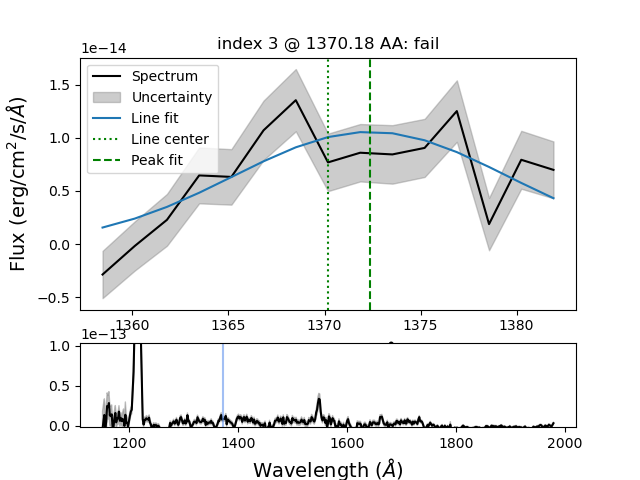 index 3 @ 1370.18 AA: fail
1e−14
Spectrum
Uncertainty
Line fit
Line center
Peak fit
1.5
1.0
0.5
0.0
−0.5
Flux (erg/cm²/s/Å)
1360 1365 1370 1375 1380
1e−13
1.0
0.5
0.0
1200 1400 1600 1800 2000
Wavelength (Å)